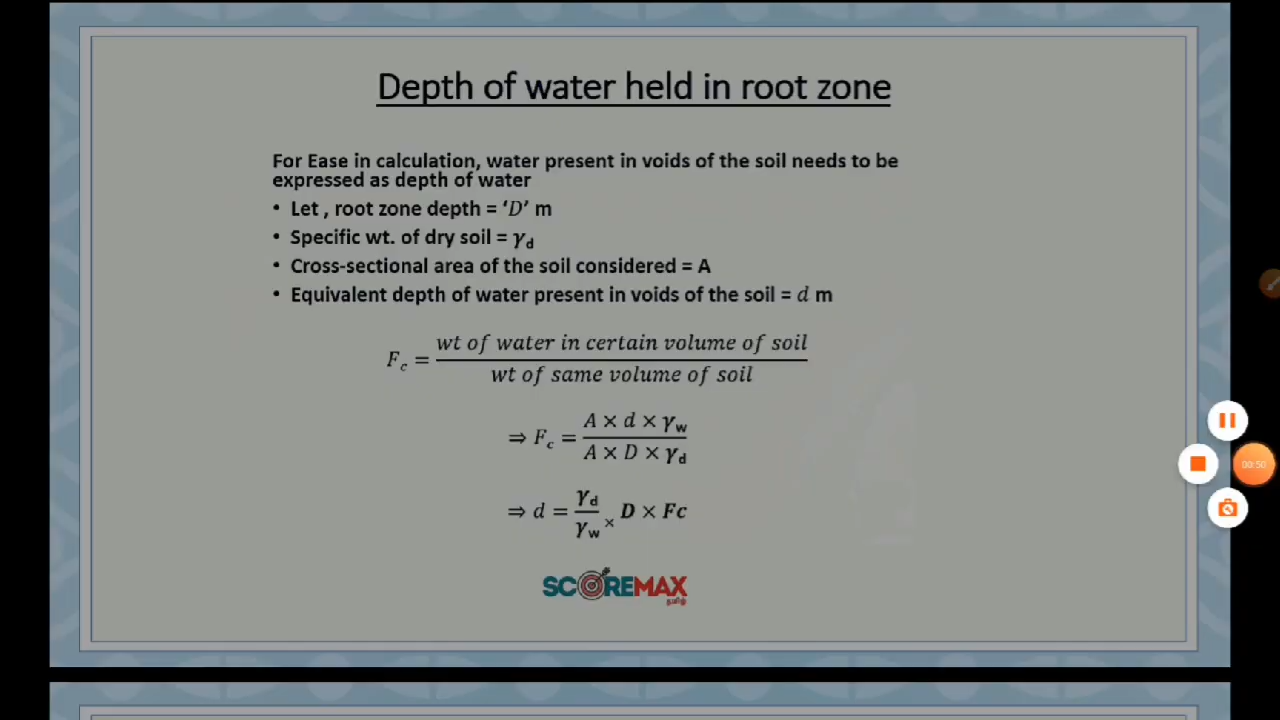 Depth of water held in root zone
For Ease in calculation, water present in voids of the soil needs to be
expressed as depth of water
• Let , root zone depth = ‘D’ m
• Specific wt. of dry soil = γd
• Cross-sectional area of the soil considered = A
• Equivalent depth of water present in voids of the soil = d m
Fc = wt of water in certain volume of soil / wt of same volume of soil
⇒ Fc = A × d × γw / A × D × γd
⇒ d = γd / γw × D × Fc
SCOREMAX
தமிழ்
00:50